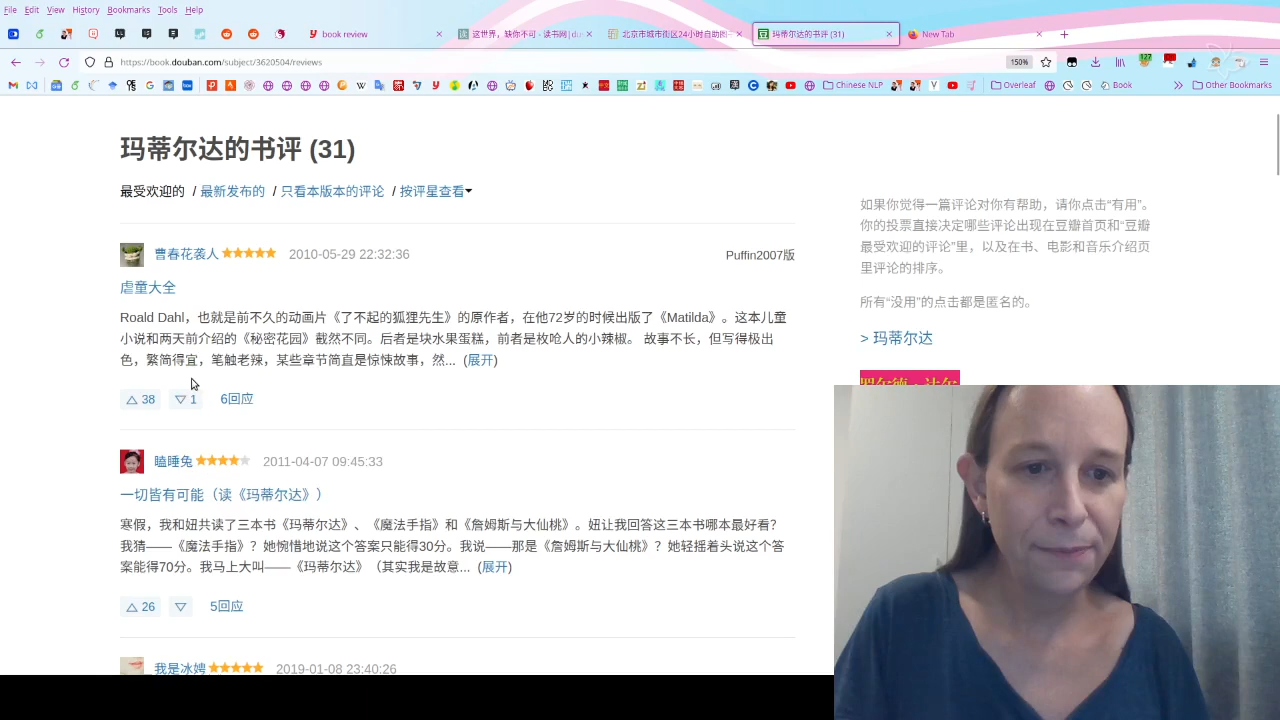 File Edit View History Bookmarks Tools Help
book review
这世界，缺你不可 - 读书网|dus
北京市城市街区24小时自助图-
玛蒂尔达的书评 (31)
New Tab
https://book.douban.com/subject/3620504/reviews
150%
127
Chinese NLP
Overleaf
Book
Other Bookmarks
玛蒂尔达的书评 (31)
最受欢迎的 / 最新发布的 / 只看本版本的评论 / 按评星查看
如果你觉得一篇评论对你有帮助，请你点击“有用”。
你的投票直接决定哪些评论出现在豆瓣首页和“豆瓣
最受欢迎的评论”里，以及在书、电影和音乐介绍页
里评论的排序。
所有“没用”的点击都是匿名的。
> 玛蒂尔达
曹春花袭人 2010-05-29 22:32:36 Puffin2007版
虐童大全
Roald Dahl，也就是前不久的动画片《了不起的狐狸先生》的原作者，在他72岁的时候出版了《Matilda》。这本儿童
小说和两天前介绍的《秘密花园》截然不同。后者是块水果蛋糕，前者是枚呛人的小辣椒。 故事不长，但写得极出
色，繁简得宜，笔触老辣，某些章节简直是惊悚故事，然... (展开)
38 1 6回应
瞌睡兔 2011-04-07 09:45:33
一切皆有可能（读《玛蒂尔达》）
寒假，我和妞共读了三本书《玛蒂尔达》、《魔法手指》和《詹姆斯与大仙桃》。妞让我回答这三本书哪本最好看？
我猜——《魔法手指》？她惋惜地说这个答案只能得30分。我说——那是《詹姆斯与大仙桃》？她轻摇着头说这个答
案能得70分。我马上大叫——《玛蒂尔达》（其实我是故意... (展开)
26 5回应
我是冰娉 2019-01-08 23:40:26